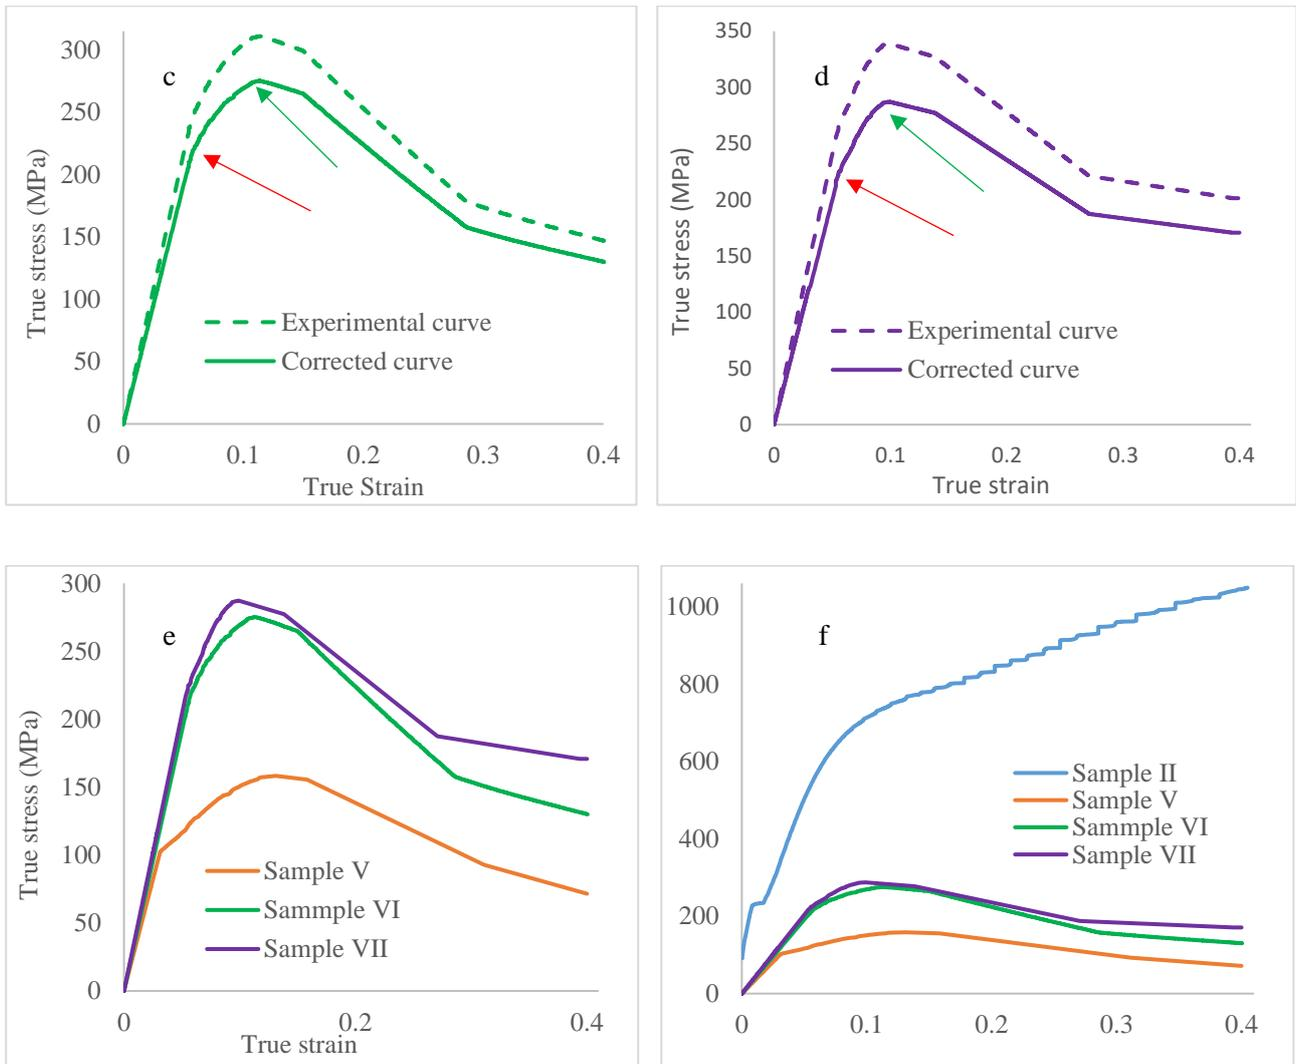 c
300
250
200
150
100
50
0
0 0.1 0.2 0.3 0.4
True stress (MPa)
True Strain
Experimental curve
Corrected curve
d
350
300
250
200
150
100
50
0
0 0.1 0.2 0.3 0.4
True stress (MPa)
True strain
Experimental curve
Corrected curve
e
300
250
200
150
100
50
0
0 0.2 0.4
True stress (MPa)
True strain
Sample V
Sammple VI
Sample VII
f
1000
800
600
400
200
0
0 0.1 0.2 0.3 0.4
Sample II
Sample V
Sammple VI
Sample VII